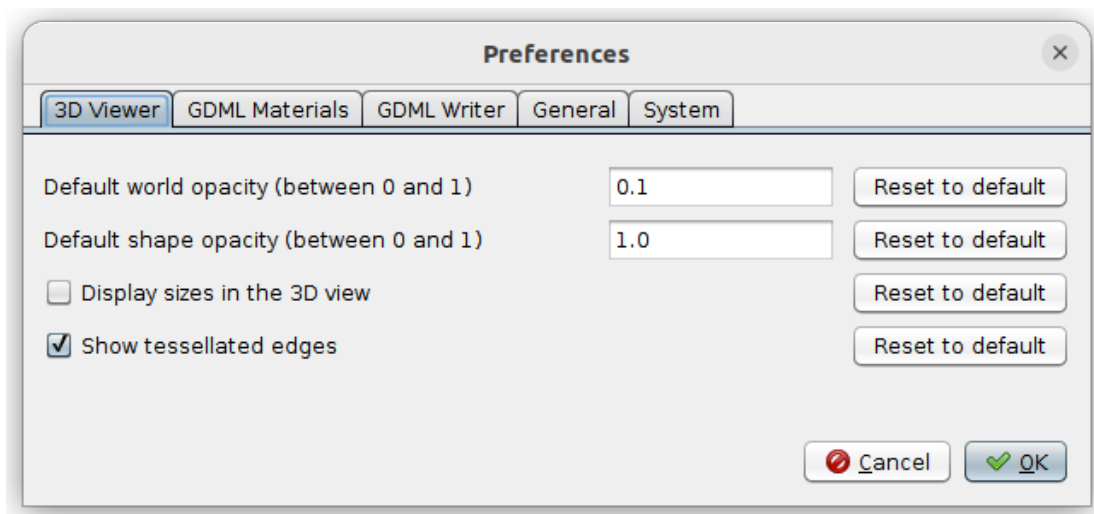 Preferences
3D Viewer GDML Materials GDML Writer General System
Default world opacity (between 0 and 1) 0.1 Reset to default
Default shape opacity (between 0 and 1) 1.0 Reset to default
Display sizes in the 3D view Reset to default
Show tessellated edges Reset to default
Cancel OK